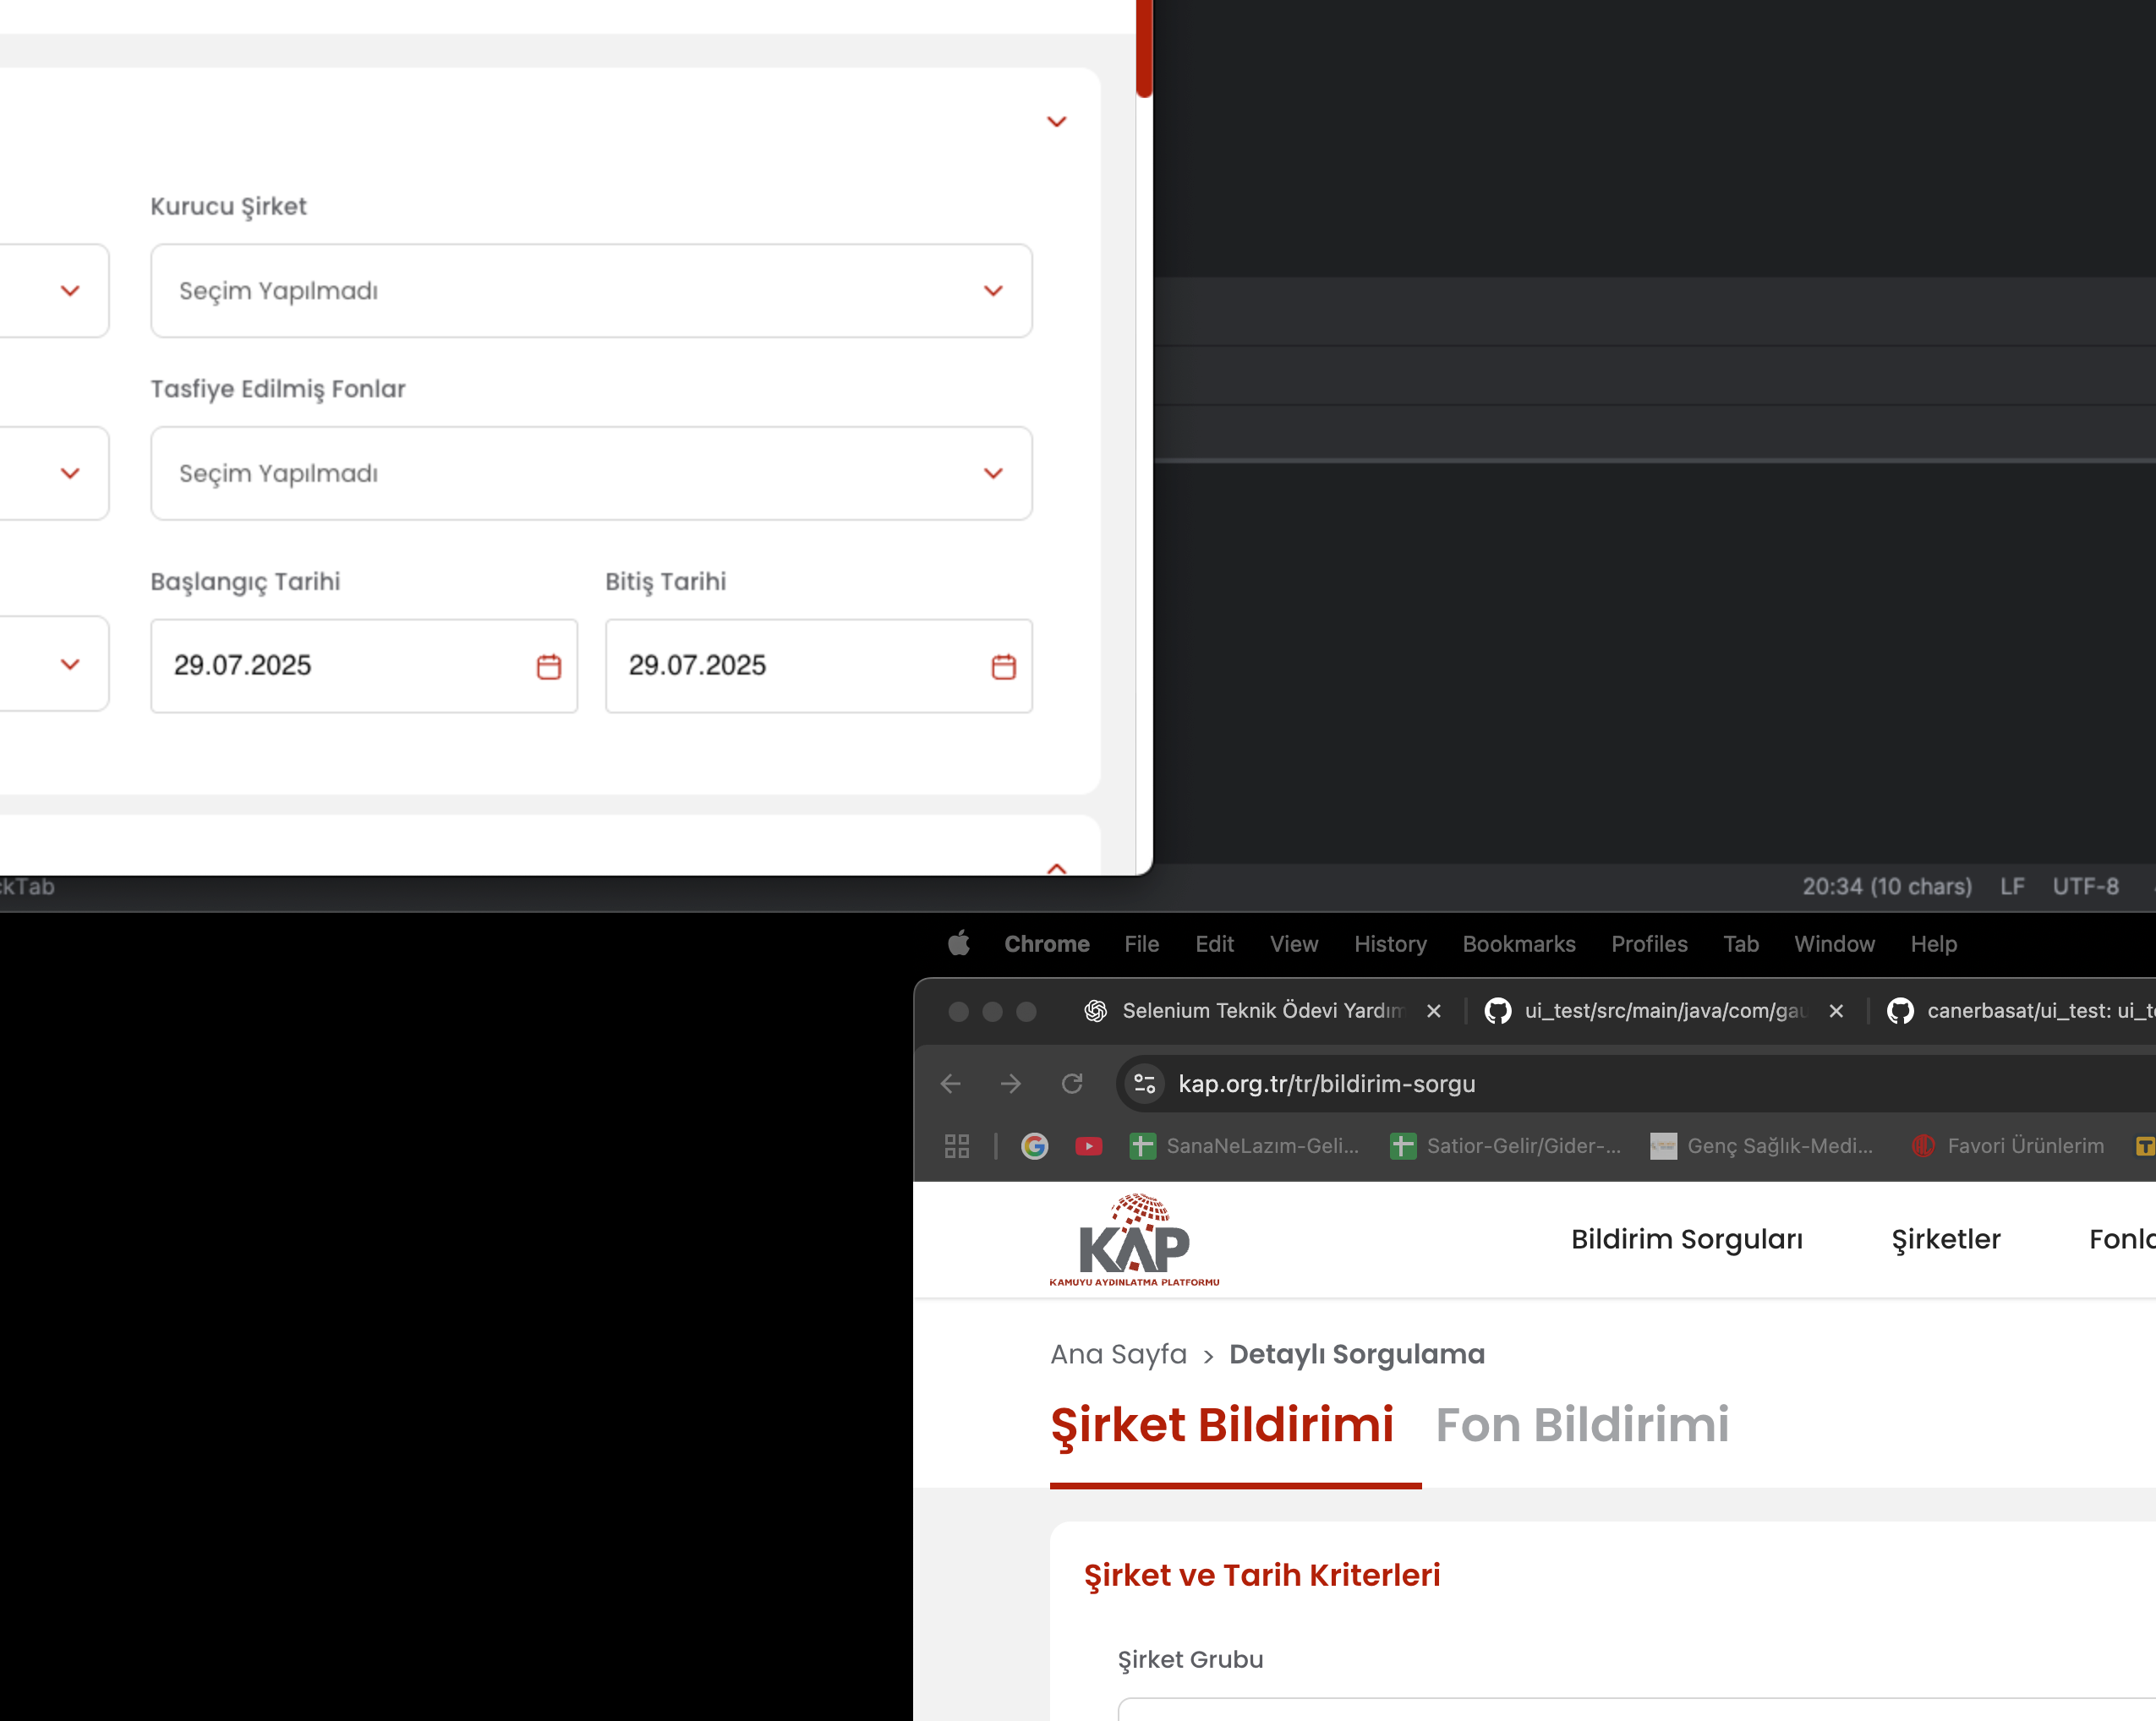 Kurucu Şirket
Seçim Yapılmadı
Tasfiye Edilmiş Fonlar
Seçim Yapılmadı
Başlangıç Tarihi Bitiş Tarihi
29.07.2025 29.07.2025
ckTab 20:34 (10 chars) LF UTF-8
Chrome File Edit View History Bookmarks Profiles Tab Window Help
Selenium Teknik Ödevi Yardım ui_test/src/main/java/com/gau canerbasat/ui_test: ui_t
kap.org.tr/tr/bildirim-sorgu
SanaNeLazım-Geli... Satior-Gelir/Gider-... Genç Sağlık-Medi... Favori Ürünlerim
KAP
KAMUYU AYDINLATMA PLATFORMU
Bildirim Sorguları Şirketler Fonla
Ana Sayfa > Detaylı Sorgulama
Şirket Bildirimi Fon Bildirimi
Şirket ve Tarih Kriterleri
Şirket Grubu